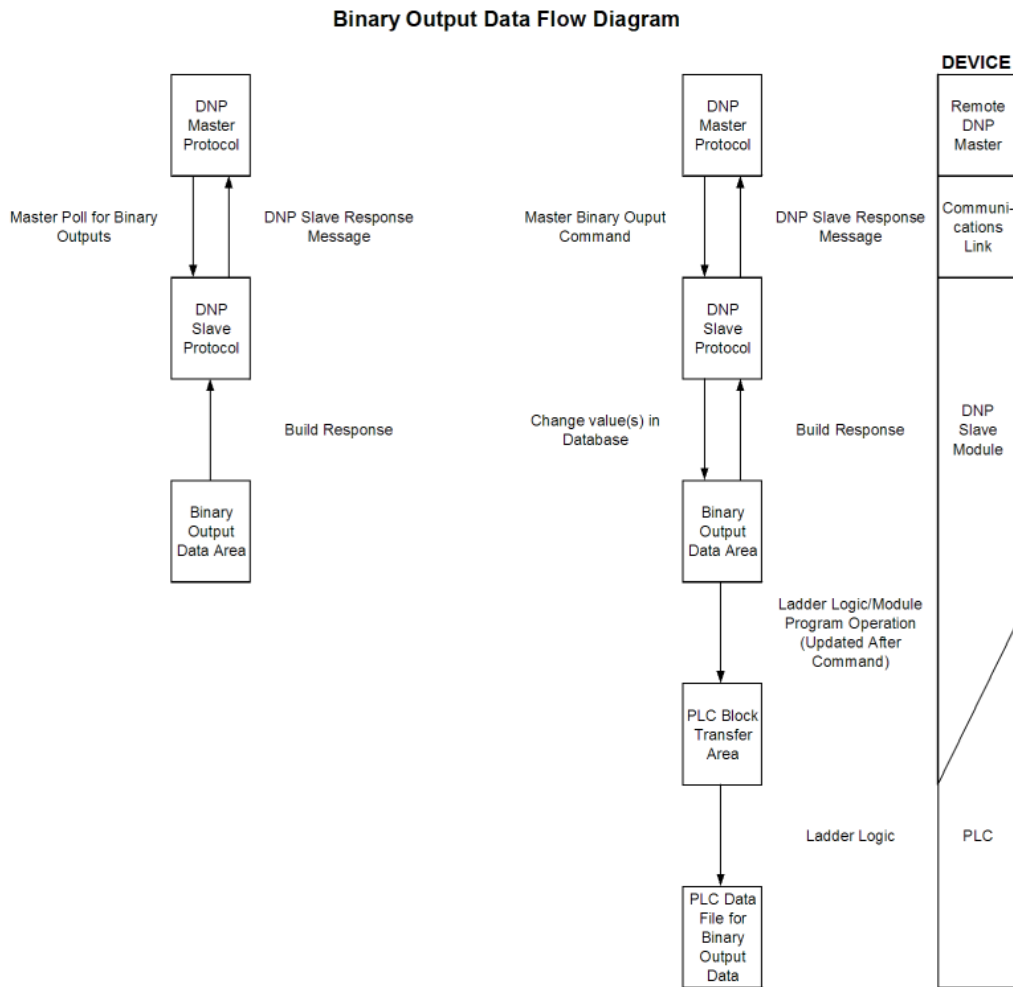 Binary Output Data Flow Diagram
DEVICE
DNP
Master
Protocol
DNP
Master
Protocol
Remote
DNP
Master
Master Poll for Binary
Outputs
DNP Slave Response
Message
Master Binary Ouput
Command
DNP Slave Response
Message
Communi-
cations
Link
DNP
Slave
Protocol
DNP
Slave
Protocol
Build Response
Change value(s) in
Database
Build Response
DNP
Slave
Module
Binary
Output
Data Area
Binary
Output
Data Area
Ladder Logic/Module
Program Operation
(Updated After
Command)
PLC Block
Transfer
Area
Ladder Logic
PLC
PLC Data
File for
Binary
Output
Data